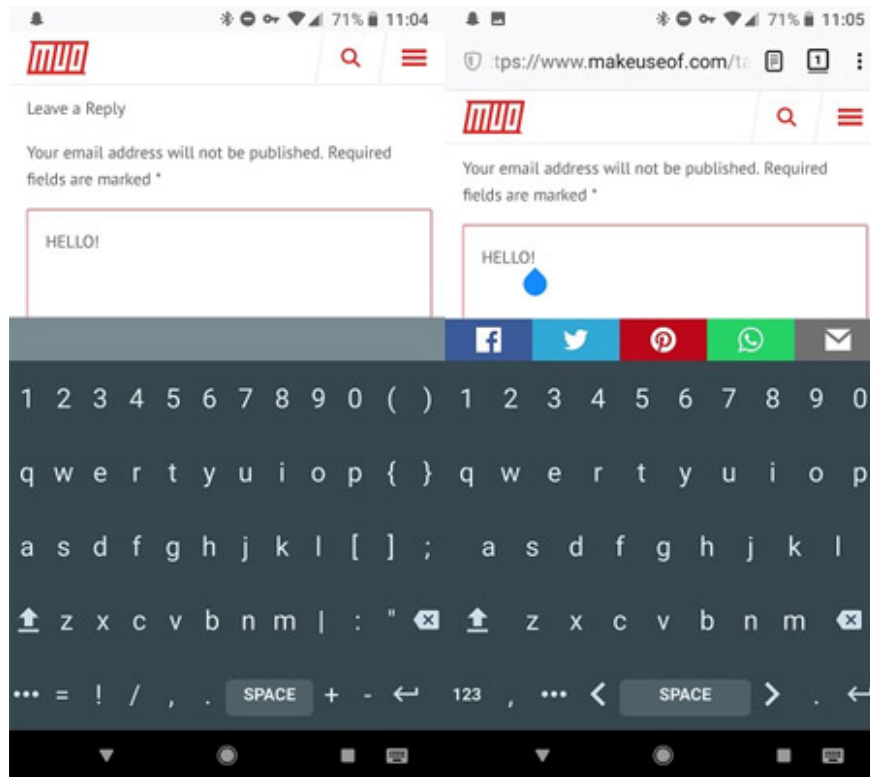 71% 11:04
MUO
Leave a Reply
Your email address will not be published. Required
fields are marked *
HELLO!
1 2 3 4 5 6 7 8 9 0 ( )
q w e r t y u i o p { }
a s d f g h j k l [ ] ;
z x c v b n m | : "
••• = ! / , . SPACE + -
71% 11:05
tps://www.makeuseof.com/ta 1
MUO
Your email address will not be published. Required
fields are marked *
HELLO!
1 2 3 4 5 6 7 8 9 0
q w e r t y u i o p
a s d f g h j k l
z x c v b n m
123 , ••• < SPACE > .